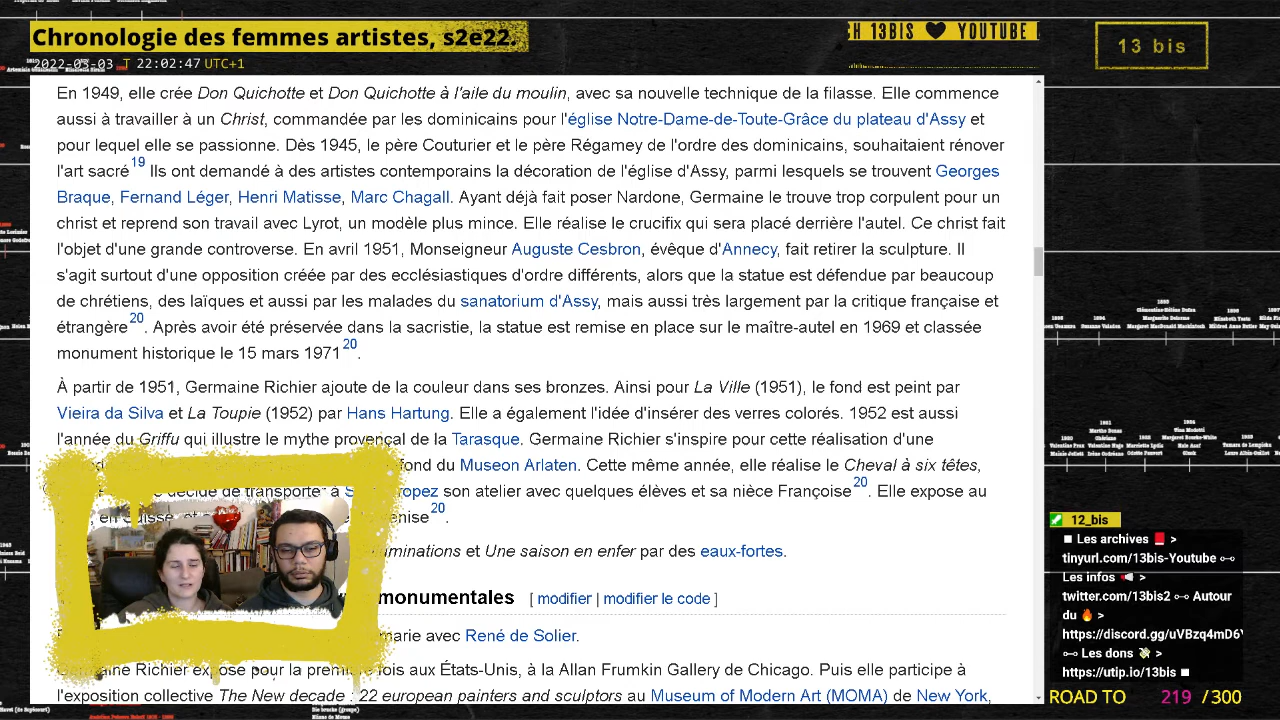 Chronologie des femmes artistes, s2e22.
2022-03-03 T 22:02:47 UTC+1
H 13BIS YOUTUBE
13 bis
En 1949, elle crée Don Quichotte et Don Quichotte à l'aile du moulin, avec sa nouvelle technique de la filasse. Elle commence
aussi à travailler à un Christ, commandée par les dominicains pour l'église Notre-Dame-de-Toute-Grâce du plateau d'Assy et
pour lequel elle se passionne. Dès 1945, le père Couturier et le père Régamey de l'ordre des dominicains, souhaitaient rénover
l'art sacré19 Ils ont demandé à des artistes contemporains la décoration de l'église d'Assy, parmi lesquels se trouvent Georges
Braque, Fernand Léger, Henri Matisse, Marc Chagall. Ayant déjà fait poser Nardone, Germaine le trouve trop corpulent pour un
christ et reprend son travail avec Lyrot, un modèle plus mince. Elle réalise le crucifix qui sera placé derrière l'autel. Ce christ fait
l'objet d'une grande controverse. En avril 1951, Monseigneur Auguste Cesbron, évêque d'Annecy, fait retirer la sculpture. Il
s'agit surtout d'une opposition créée par des ecclésiastiques d'ordre différents, alors que la statue est défendue par beaucoup
de chrétiens, des laïques et aussi par les malades du sanatorium d'Assy, mais aussi très largement par la critique française et
étrangère20. Après avoir été préservée dans la sacristie, la statue est remise en place sur le maître-autel en 1969 et classée
monument historique le 15 mars 197120.
À partir de 1951, Germaine Richier ajoute de la couleur dans ses bronzes. Ainsi pour La Ville (1951), le fond est peint par
Vieira da Silva et La Toupie (1952) par Hans Hartung. Elle a également l'idée d'insérer des verres colorés. 1952 est aussi
l'année du Griffu qui illustre le mythe provençal de la Tarasque. Germaine Richier s'inspire pour cette réalisation d'une
fond du Museon Arlaten. Cette même année, elle réalise le Cheval à six têtes,
décide de transporte à S ropez son atelier avec quelques élèves et sa nièce Françoise20. Elle expose au
en Suisse, et enise20.
uminations et Une saison en enfer par des eaux-fortes.
monumentales [ modifier | modifier le code ]
marie avec René de Solier.
Germaine Richier expose pour la première fois aux États-Unis, à la Allan Frumkin Gallery de Chicago. Puis elle participe à
l'exposition collective The New decade : 22 european painters and sculptors au Museum of Modern Art (MOMA) de New York,
12_bis
Les archives >
tinyurl.com/13bis-Youtube
Les infos >
twitter.com/13bis2 Autour
du >
https://discord.gg/uVBzq4mD6Y
Les dons >
https://utip.io/13bis
ROAD TO 219 / 300